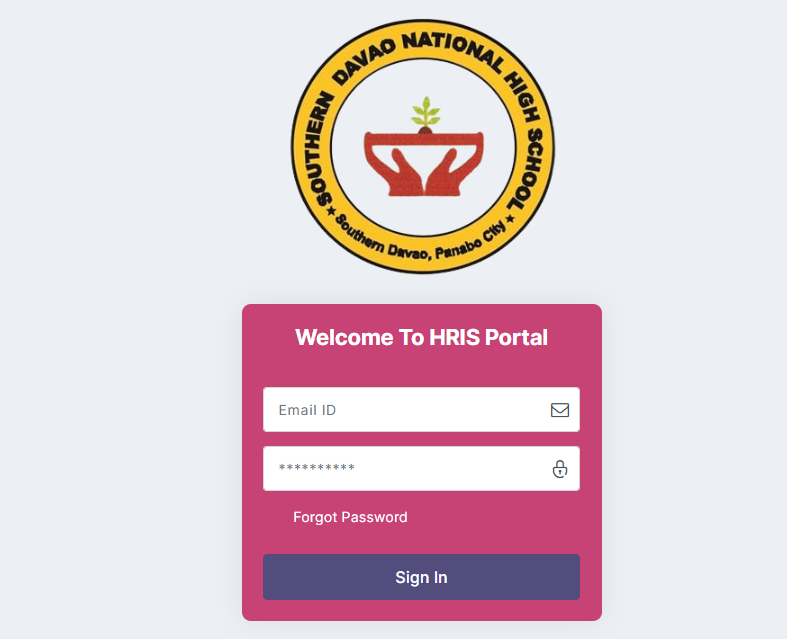 SOUTHERN DAVAO NATIONAL HIGH SCHOOL
★ Southern Davao, Panabo City ★
Welcome To HRIS Portal
Email ID
**********
Forgot Password
Sign In